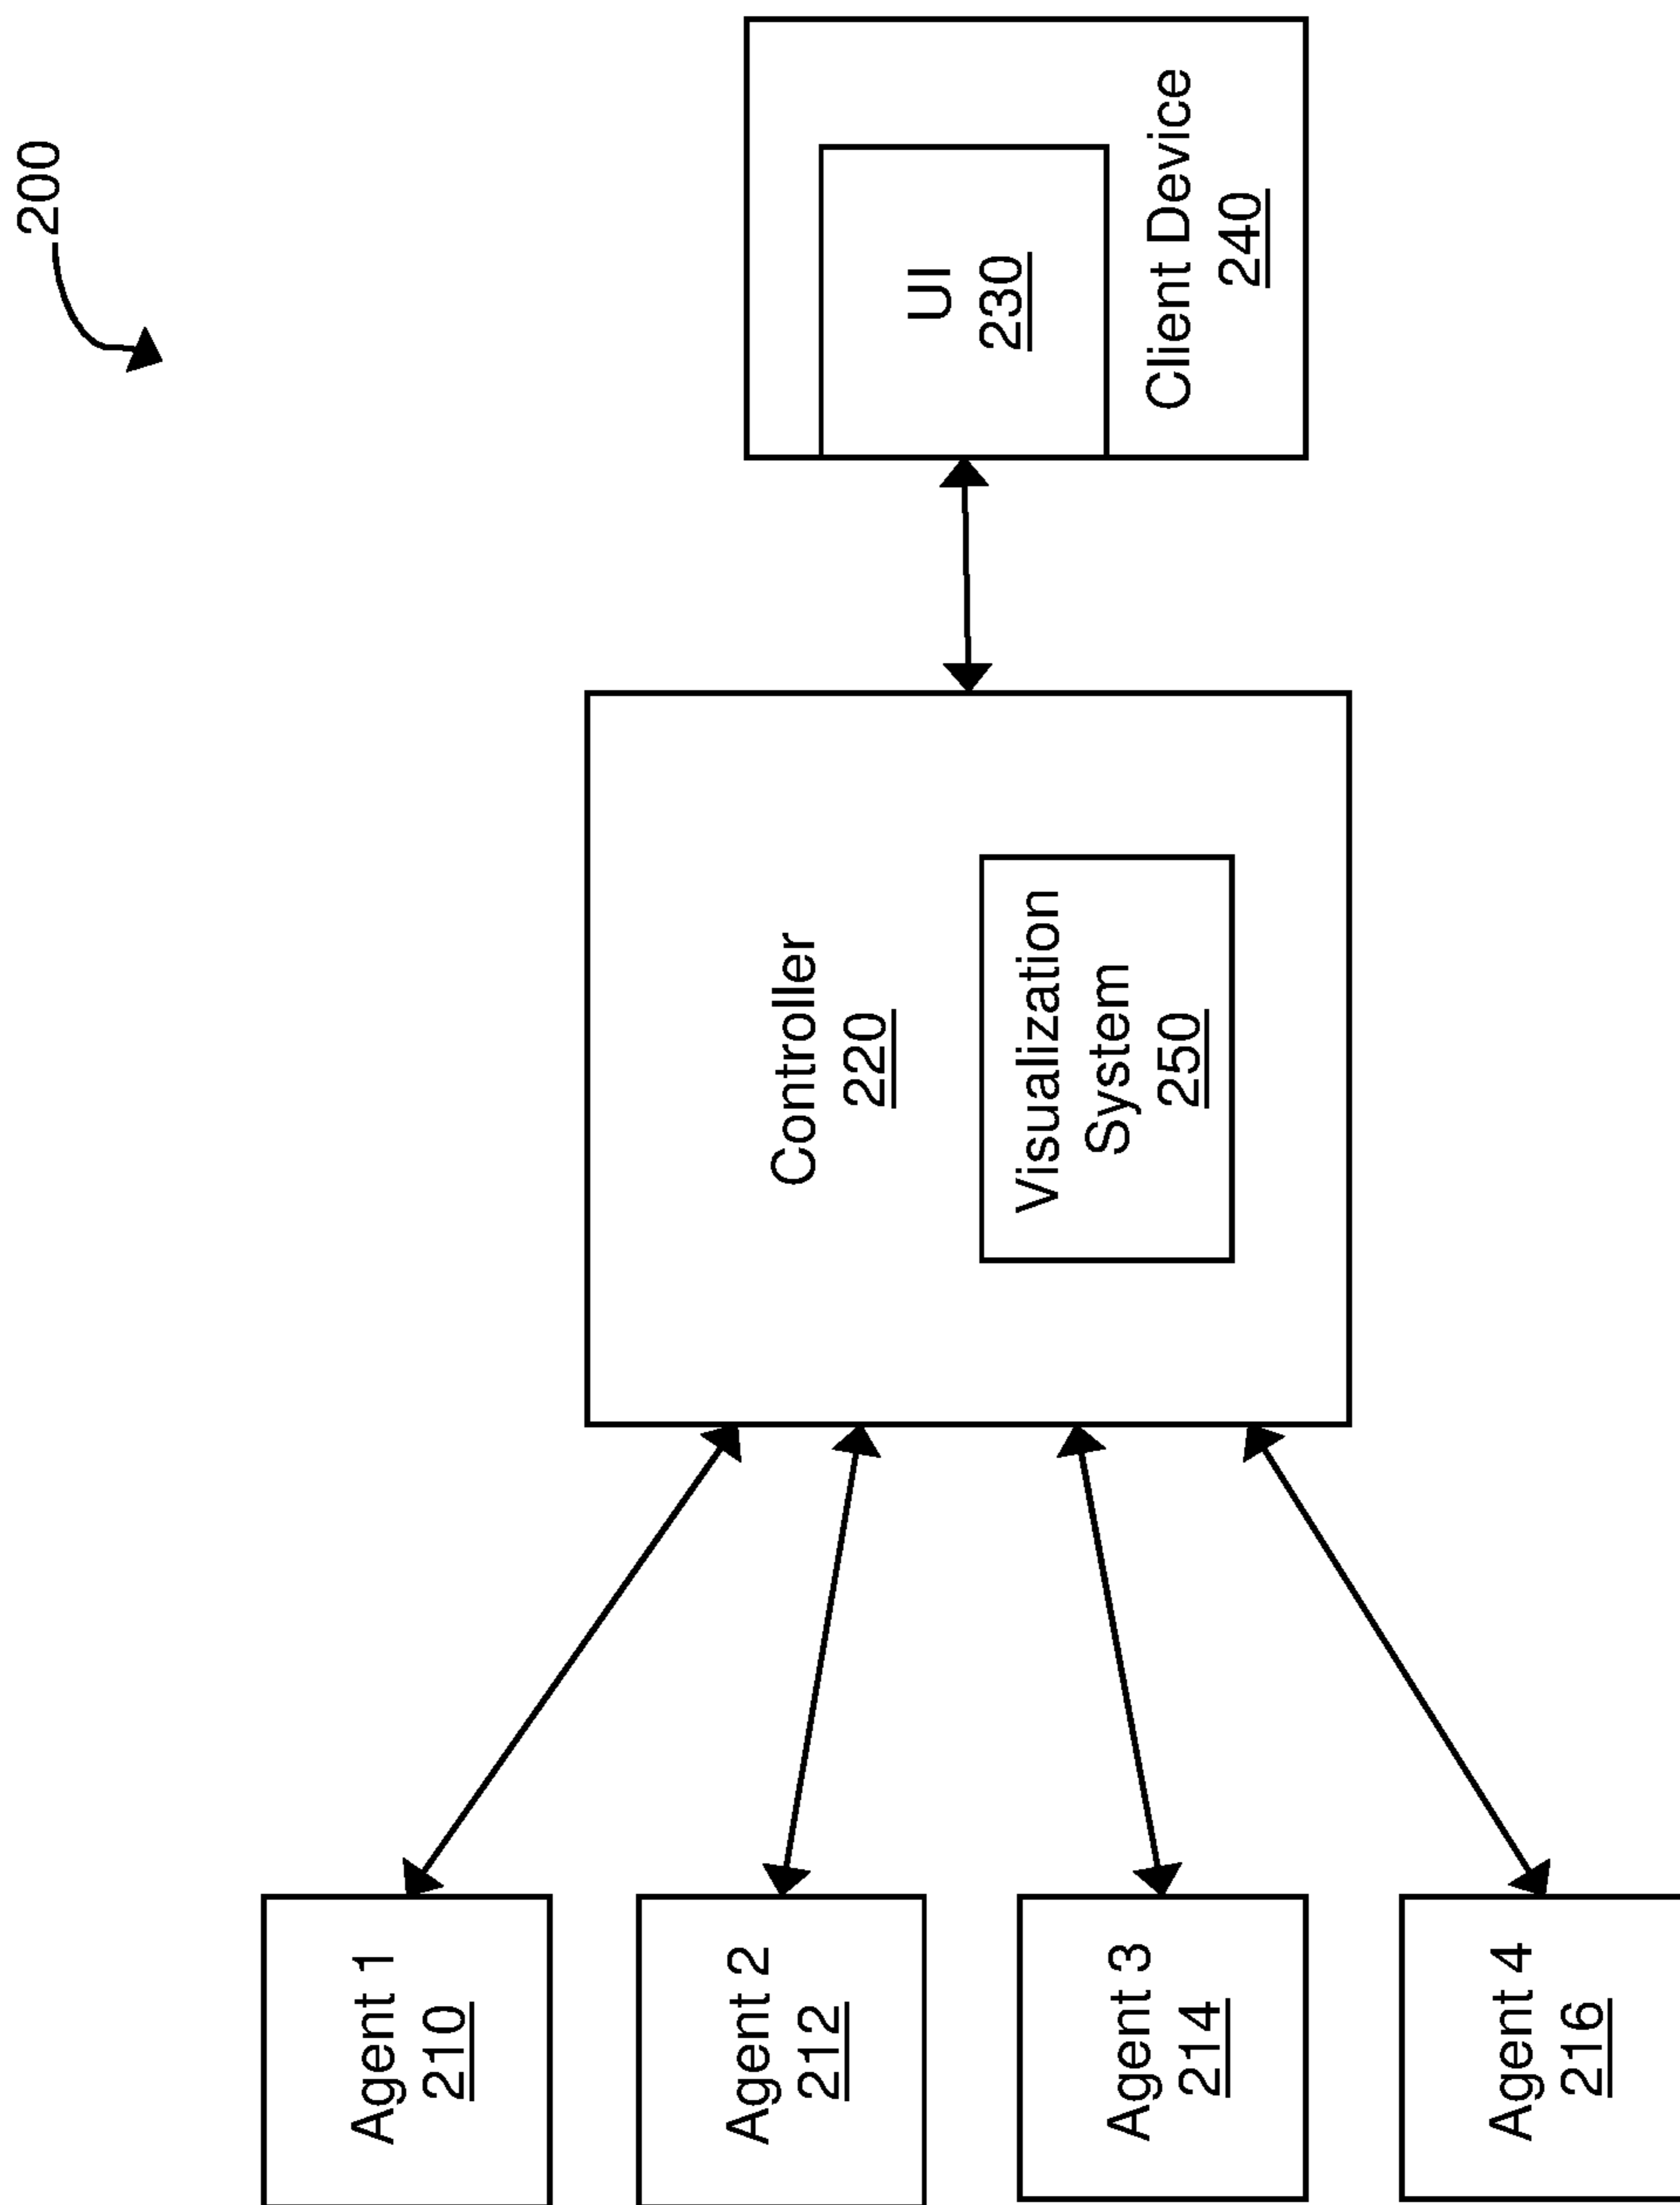 200
Agent 1
210
Agent 2
212
Agent 3
214
Agent 4
216
Controller
220
Visualization
System
250
UI
230
Client Device
240